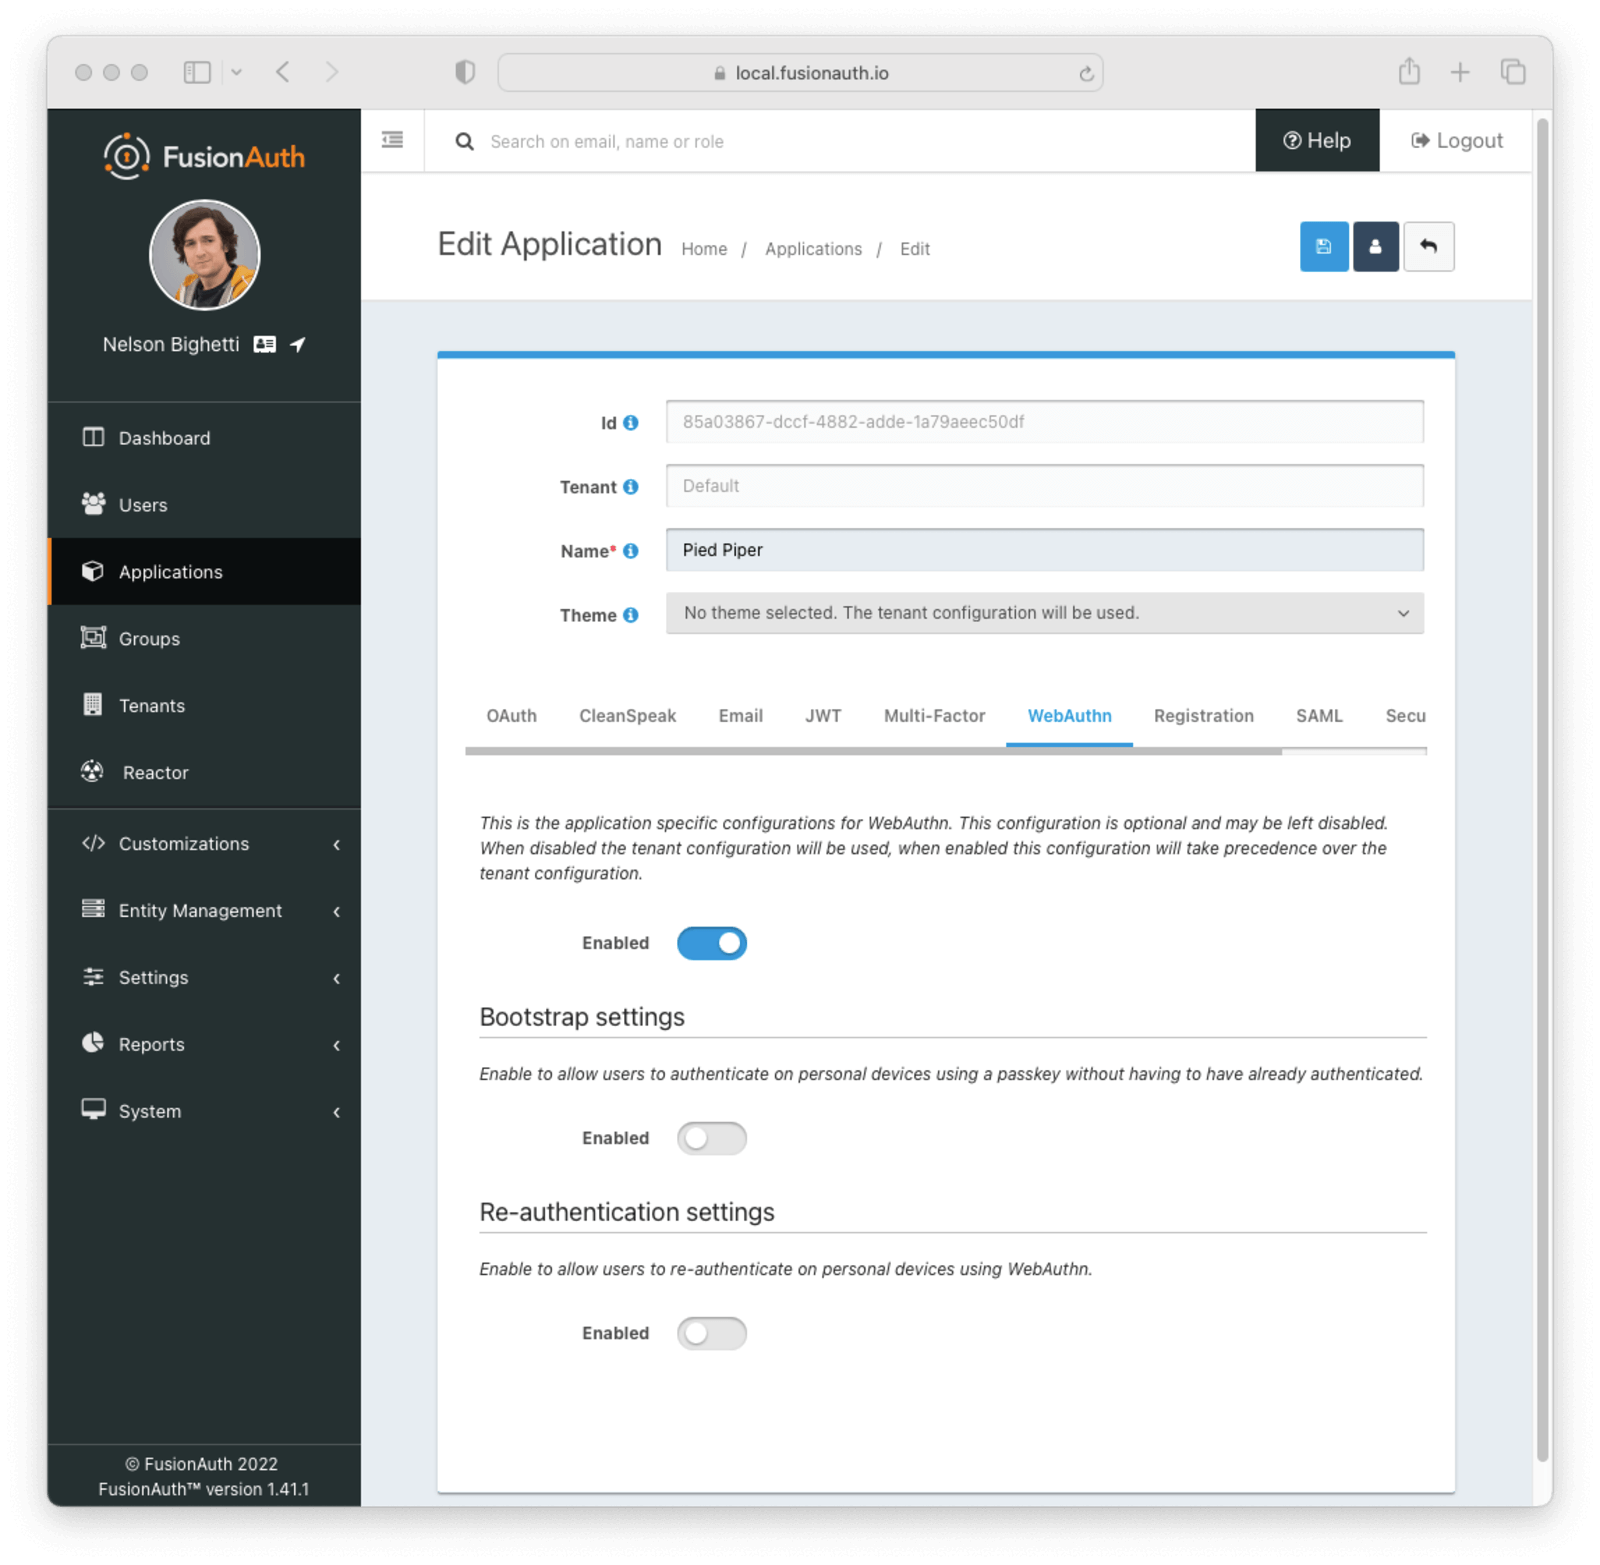 local.fusionauth.io
FusionAuth
Search on email, name or role
Help
Logout
Nelson Bighetti
Edit Application
Home / Applications / Edit
Dashboard
Users
Applications
Groups
Tenants
Reactor
Customizations
Entity Management
Settings
Reports
System
© FusionAuth 2022
FusionAuth™ version 1.41.1
Id 85a03867-dccf-4882-adde-1a79aeec50df
Tenant Default
Name* Pied Piper
Theme No theme selected. The tenant configuration will be used.
OAuth CleanSpeak Email JWT Multi-Factor WebAuthn Registration SAML Secu
This is the application specific configurations for WebAuthn. This configuration is optional and may be left disabled.
When disabled the tenant configuration will be used, when enabled this configuration will take precedence over the
tenant configuration.
Enabled
Bootstrap settings
Enable to allow users to authenticate on personal devices using a passkey without having to have already authenticated.
Enabled
Re-authentication settings
Enable to allow users to re-authenticate on personal devices using WebAuthn.
Enabled